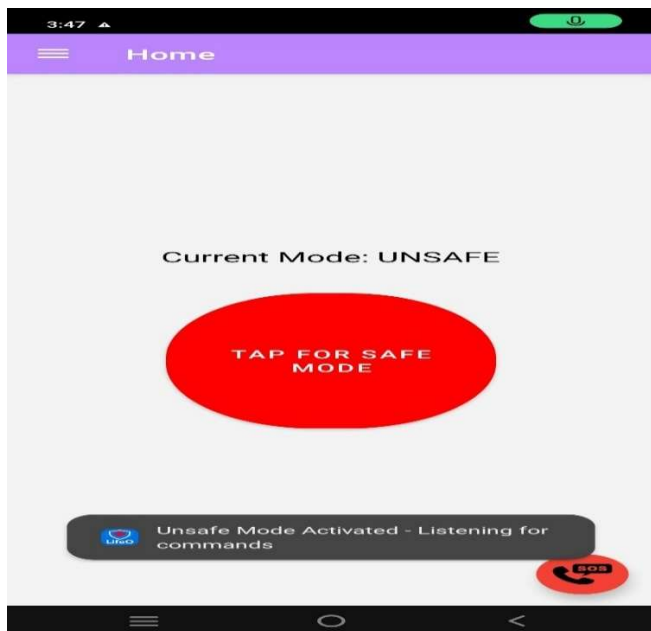 3:47
Home
Current Mode: UNSAFE
TAP FOR SAFE
MODE
Unsafe Mode Activated - Listening for
commands
SOS